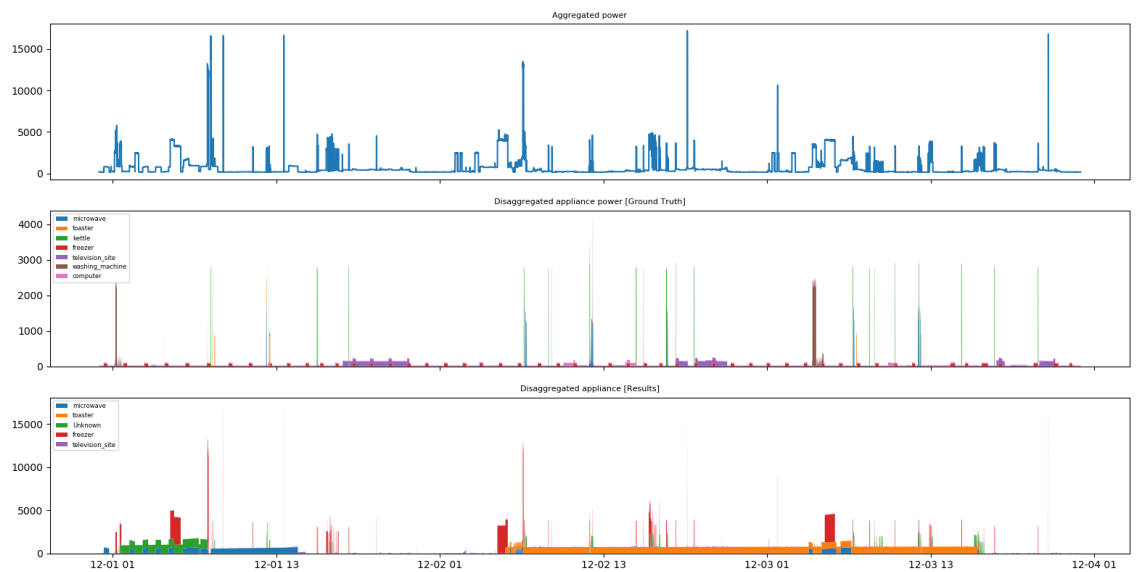 Aggregated power
15000
10000
5000
0
Disaggregated appliance power [Ground Truth]
4000
3000
2000
1000
0
microwave
toaster
kettle
freezer
television_site
washing_machine
computer
Disaggregated appliance [Results]
15000
10000
5000
0
microwave
toaster
Unknown
freezer
television_site
12-01 01 12-01 13 12-02 01 12-02 13 12-03 01 12-03 13 12-04 01